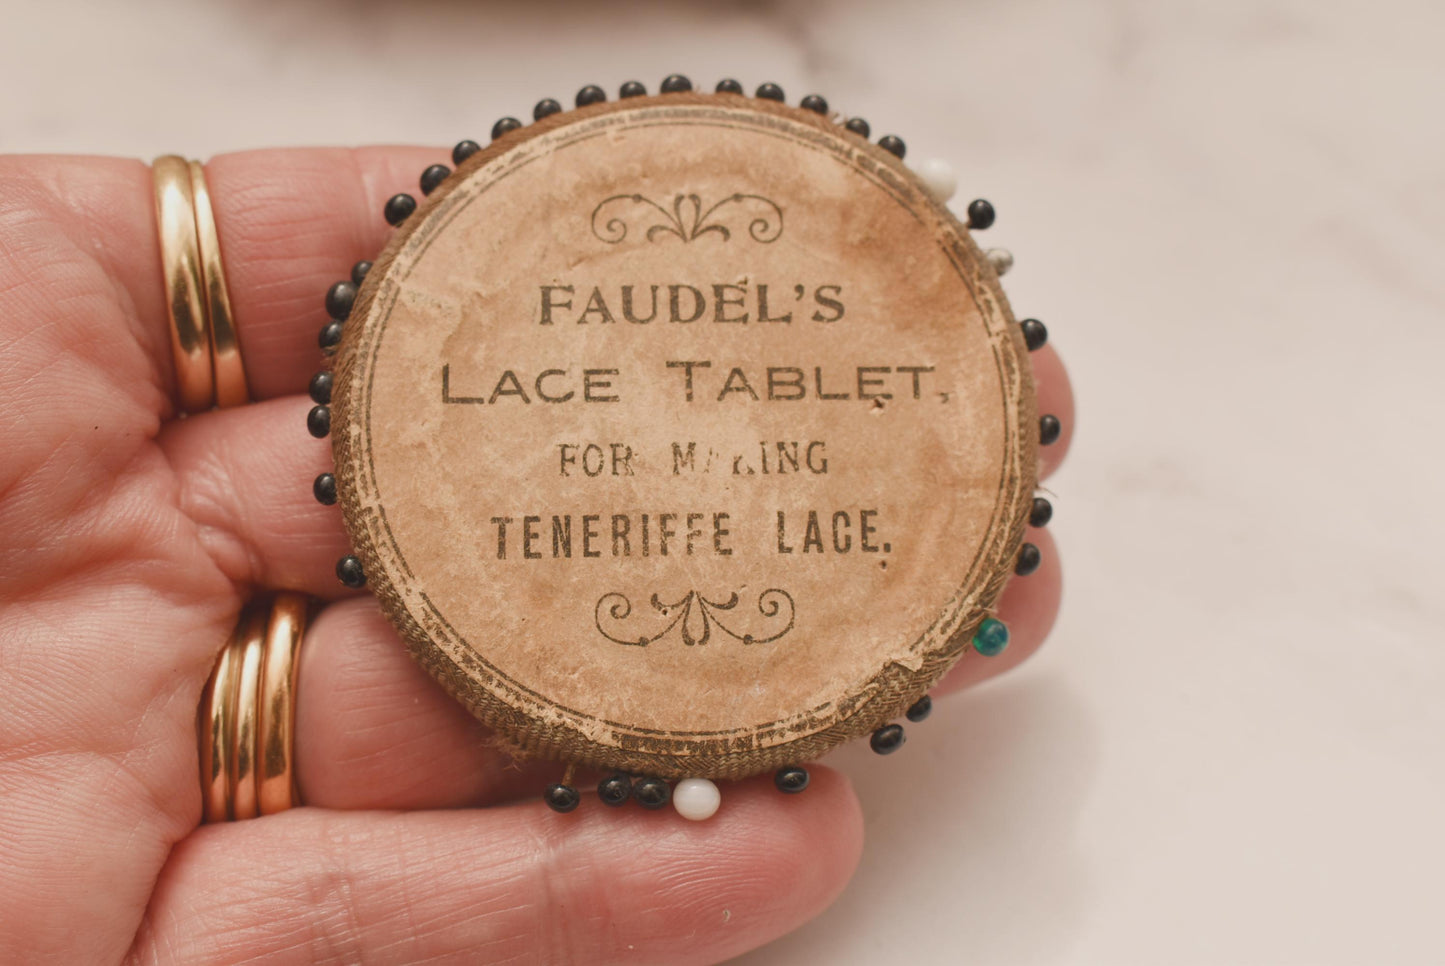 FAUDEL'S
LACE TABLET,
FOR MAKING
TENERIFFE LACE.